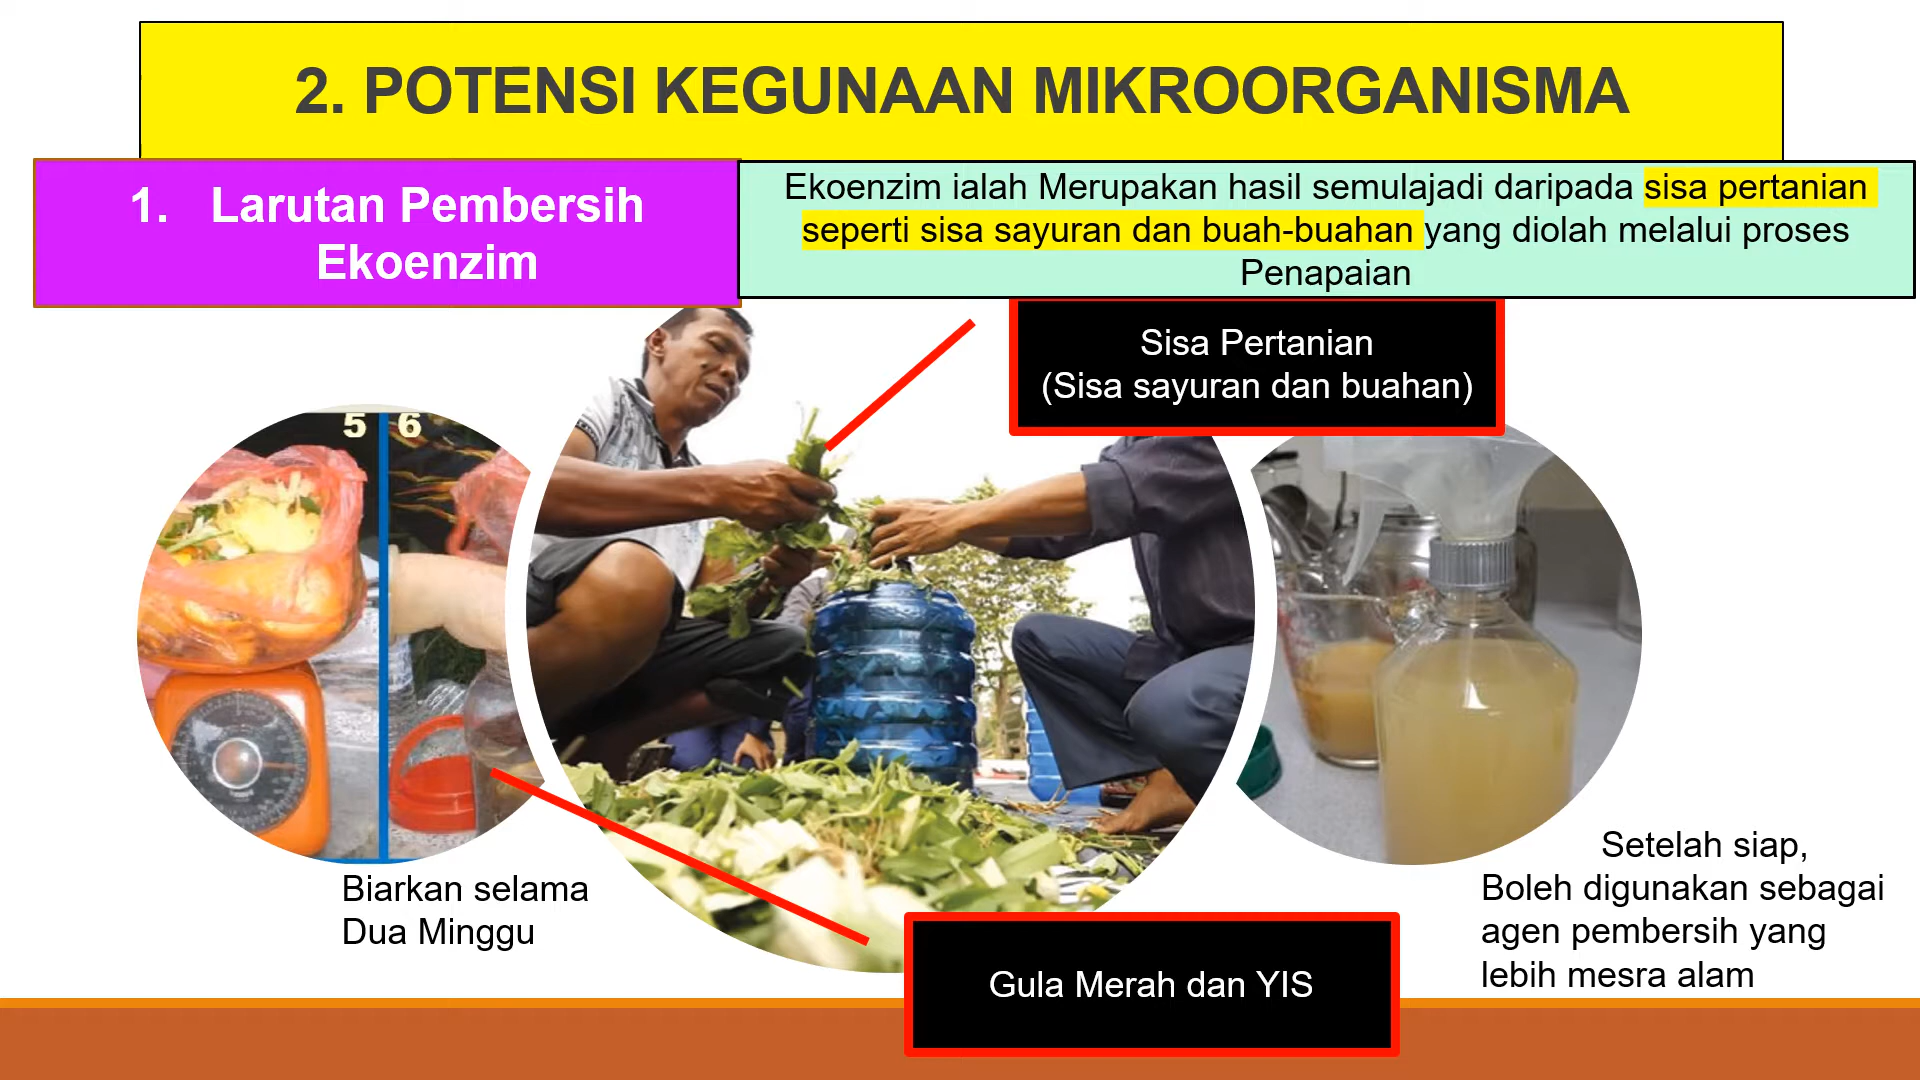 2. POTENSI KEGUNAAN MIKROORGANISMA
1. Larutan Pembersih
Ekoenzim
Ekoenzim ialah Merupakan hasil semulajadi daripada sisa pertanian
seperti sisa sayuran dan buah-buahan yang diolah melalui proses
Penapaian
Sisa Pertanian
(Sisa sayuran dan buahan)
5 6
Biarkan selama
Dua Minggu
Gula Merah dan YIS
Setelah siap,
Boleh digunakan sebagai
agen pembersih yang
lebih mesra alam